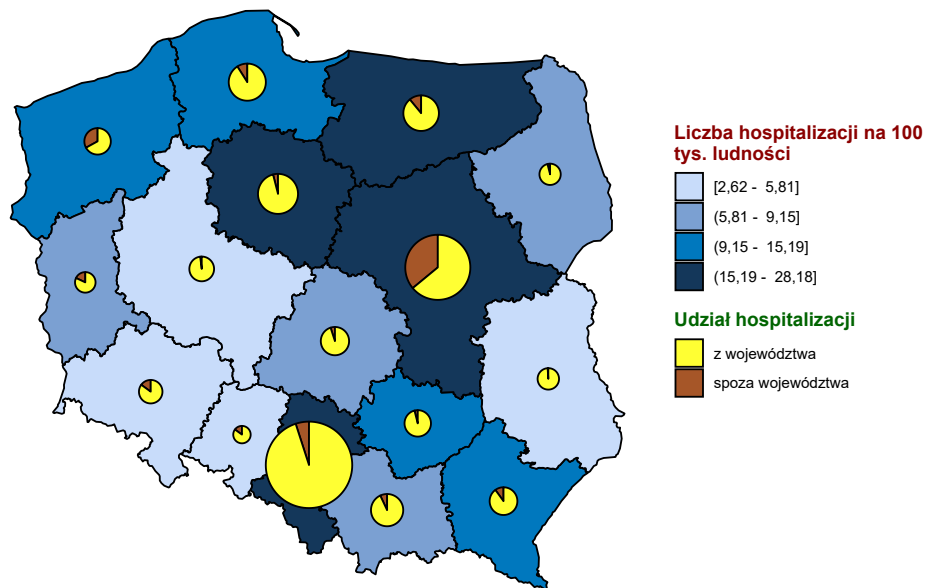 Liczba hospitalizacji na 100
tys. ludności
[2,62 - 5,81]
(5,81 - 9,15]
(9,15 - 15,19]
(15,19 - 28,18]
Udział hospitalizacji
z województwa
spoza województwa